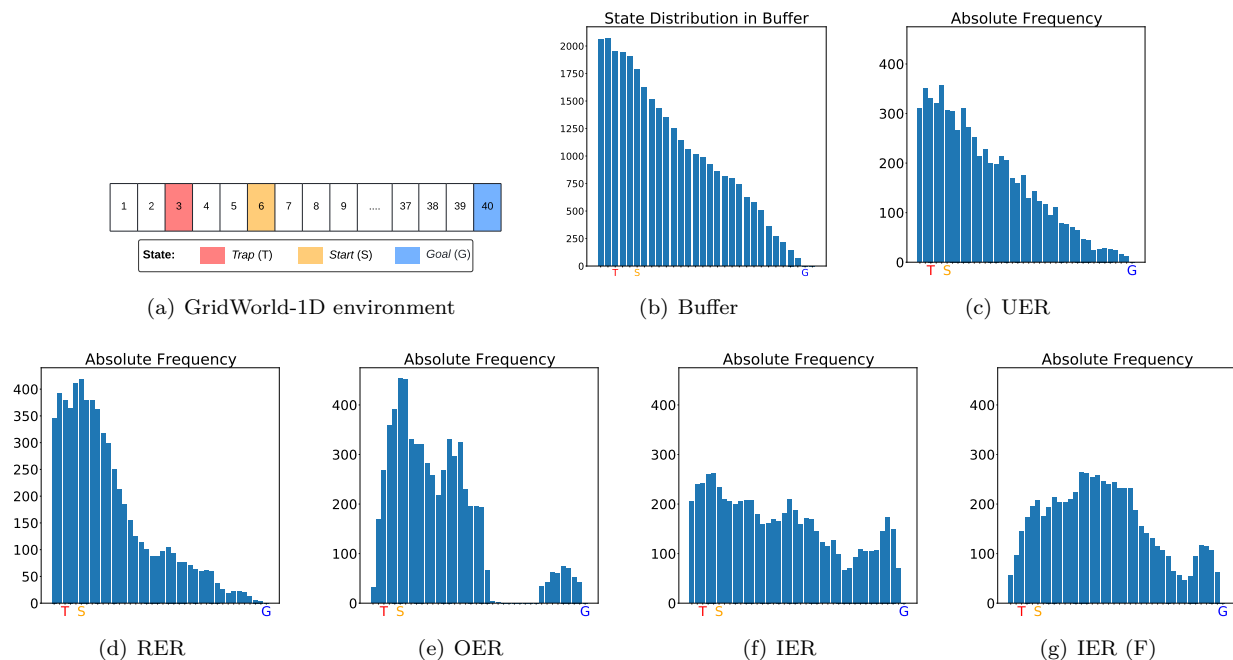 1 2 3 4 5 6 7 8 9 .... 37 38 39 40
State: Trap (T) Start (S) Goal (G)
(a) GridWorld-1D environment
State Distribution in Buffer
2000
1750
1500
1250
1000
750
500
250
0
T S G
(b) Buffer
Absolute Frequency
400
300
200
100
0
T S G
(c) UER
Absolute Frequency
400
350
300
250
200
150
100
50
0
T S G
(d) RER
Absolute Frequency
400
300
200
100
0
T S G
(e) OER
Absolute Frequency
400
300
200
100
0
T S G
(f) IER
Absolute Frequency
400
300
200
100
0
T S G
(g) IER (F)